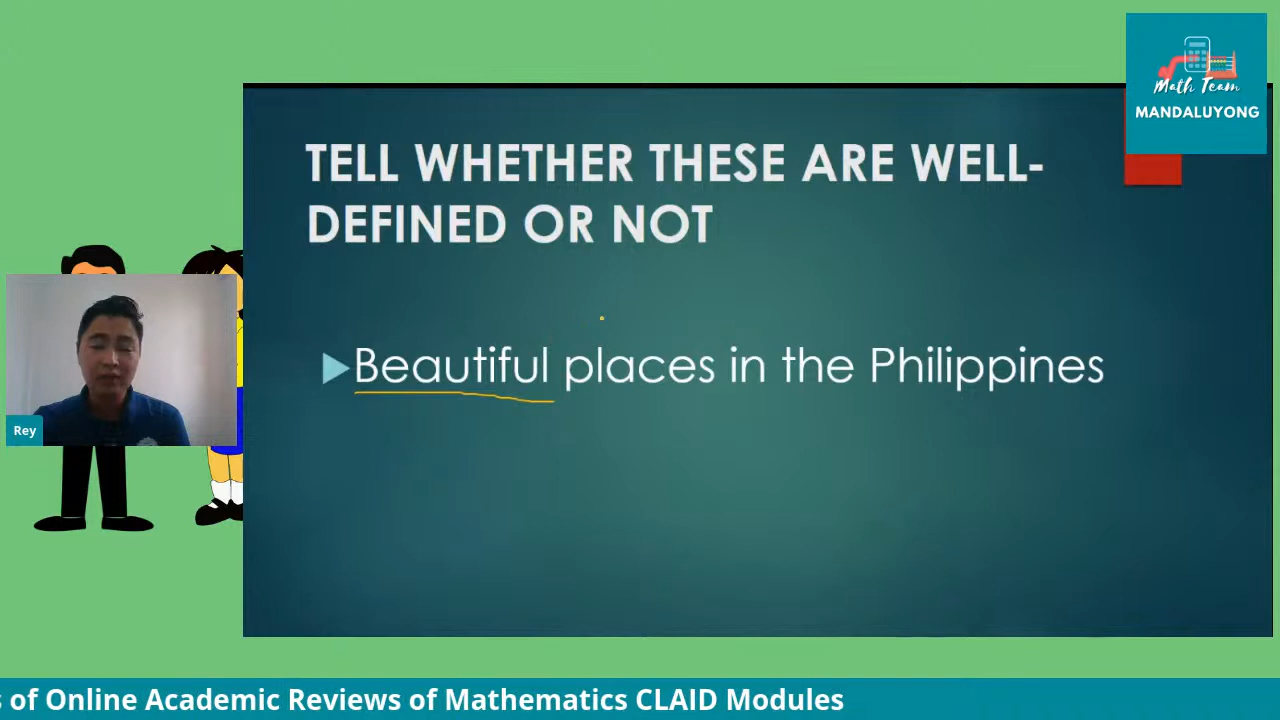 Math Team
MANDALUYONG
TELL WHETHER THESE ARE WELL-
DEFINED OR NOT
Beautiful places in the Philippines
Rey
s of Online Academic Reviews of Mathematics CLAID Modules